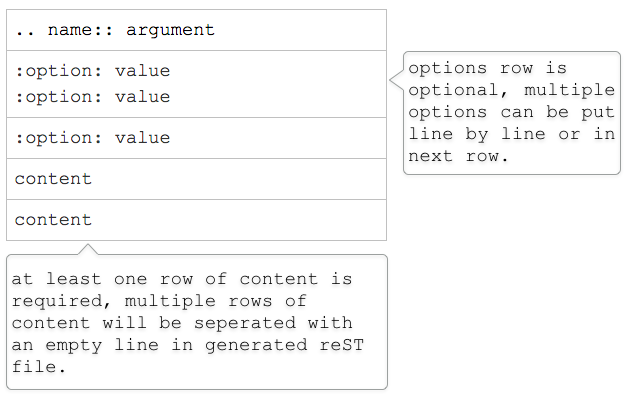 .. name:: argument
:option: value
:option: value
:option: value
content
content
options row is
optional, multiple
options can be put
line by line or in
next row.
at least one row of content is
required, multiple rows of
content will be seperated with
an empty line in generated reST
file.